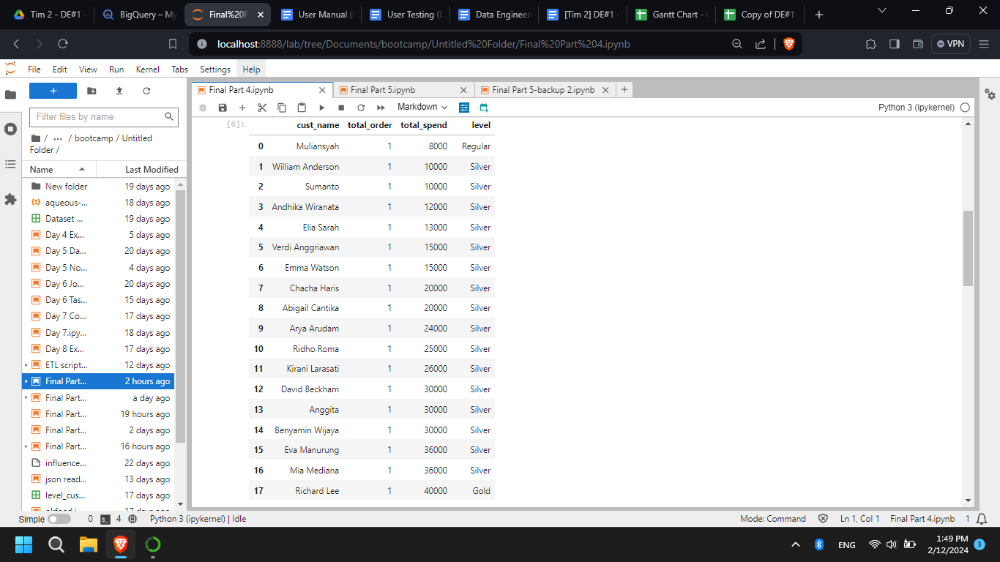 Tim 2 - DE#1 - BigQuery – My Final%20P User Manual ( User Testing (D Data Engineer [Tim 2] DE#1 - Gantt Chart - Copy of DE#1
localhost:8888/lab/tree/Documents/bootcamp/Untitled%20Folder/Final%20Part%204.ipynb VPN
File Edit View Run Kernel Tabs Settings Help
Final Part 4.ipynb Final Part 5.ipynb Final Part 5-backup 2.ipynb
Markdown Python 3 (ipykernel)
Filter files by name
/ ... / bootcamp / Untitled
Folder /
Name Last Modified
New folder 19 days ago
aqueous-... 18 days ago
Dataset ... 19 days ago
Day 4 Ex... 5 days ago
Day 5 Da... 20 days ago
Day 5 No... 4 days ago
Day 6 Jo... 20 days ago
Day 6 Tas... 15 days ago
Day 7 Co... 17 days ago
Day 7.ipy... 18 days ago
Day 8 Ex... 17 days ago
ETL script... 12 days ago
Final Part... 2 hours ago
Final Part... a day ago
Final Part... 19 hours ago
Final Part... 2 days ago
Final Part... 16 hours ago
influence... 22 days ago
json read... 13 days ago
level_cus... 17 days ago
[6]: cust_name total_order total_spend level
0 Muliansyah 1 8000 Regular
1 William Anderson 1 10000 Silver
2 Sumanto 1 10000 Silver
3 Andhika Wiranata 1 12000 Silver
4 Elia Sarah 1 13000 Silver
5 Verdi Anggriawan 1 15000 Silver
6 Emma Watson 1 15000 Silver
7 Chacha Haris 1 20000 Silver
8 Abigail Cantika 1 20000 Silver
9 Arya Arudam 1 24000 Silver
10 Ridho Roma 1 25000 Silver
11 Kirani Larasati 1 26000 Silver
12 David Beckham 1 30000 Silver
13 Anggita 1 30000 Silver
14 Benyamin Wijaya 1 30000 Silver
15 Eva Manurung 1 36000 Silver
16 Mia Mediana 1 36000 Silver
17 Richard Lee 1 40000 Gold
Simple 0 4 Python 3 (ipykernel) | Idle Mode: Command Ln 1, Col 1 Final Part 4.ipynb 1
ENG 1:49 PM
2/12/2024 3